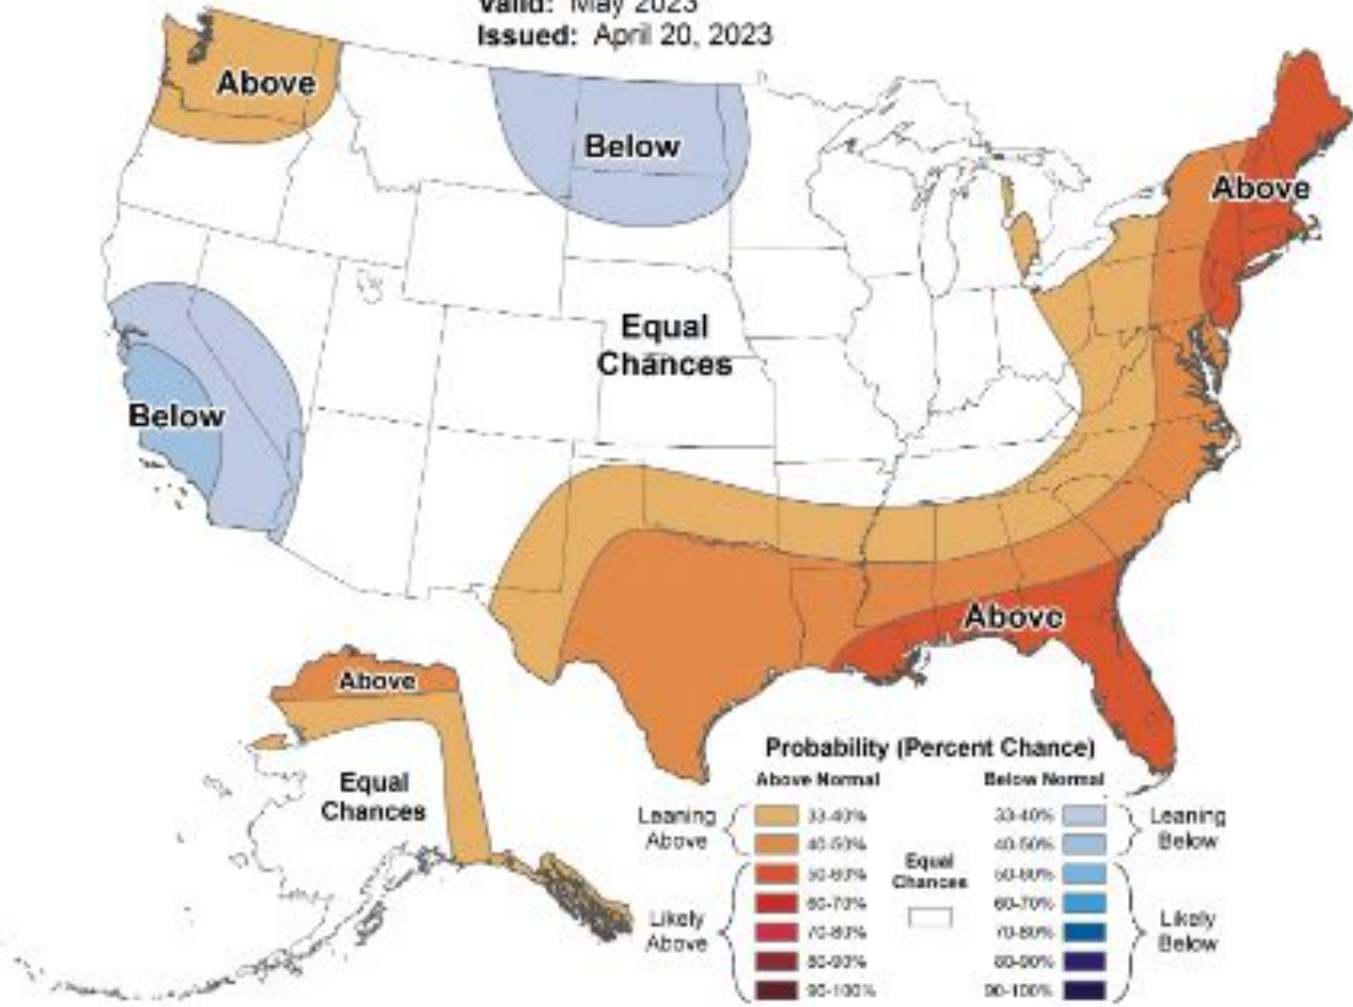 Valid: May 2023
Issued: April 20, 2023
Above
Below
Above
Equal
Chances
Below
Above
Above
Equal
Chances
Probability (Percent Chance)
Above Normal
Below Normal
Leaning
Above
33-40%
40-50%
Likely
Above
50-60%
60-70%
70-80%
80-90%
90-100%
Equal
Chances
33-40%
40-50%
Leaning
Below
50-60%
60-70%
70-80%
80-90%
90-100%
Likely
Below